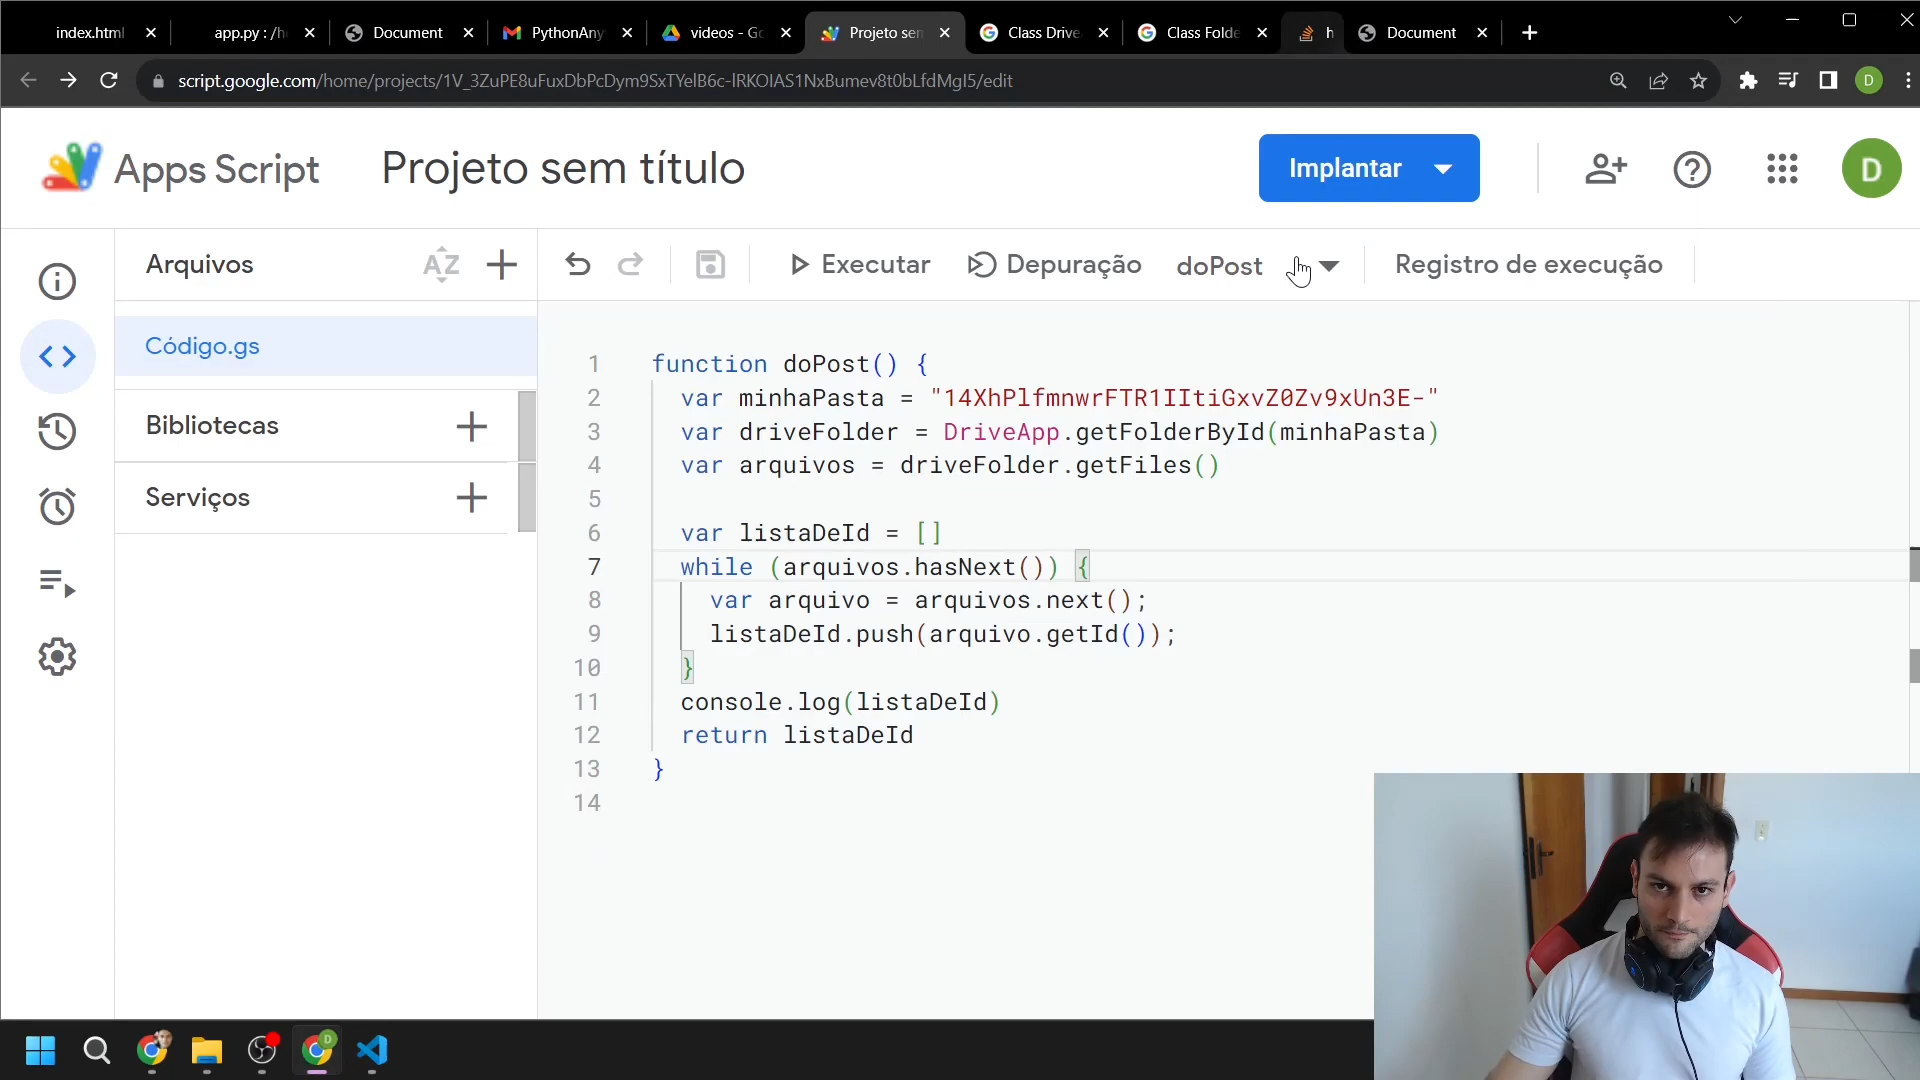 index.html
app.py : /h
Document
PythonAny
videos - Go
Projeto sem
Class Drive
Class Folde
h
Document
script.google.com/home/projects/1V_3ZuPE8uFuxDbPcDym9SxTYelB6c-lRKOIAS1NxBumev8t0bLfdMgI5/edit
D
Apps Script
Projeto sem título
Implantar
D
Arquivos
AZ
Executar
Depuração
doPost
Registro de execução
Código.gs
Bibliotecas
Serviços
1 function doPost() {
2 var minhaPasta = "14XhPlfmnwrFTR1IItiGxvZ0Zv9xUn3E-"
3 var driveFolder = DriveApp.getFolderById(minhaPasta)
4 var arquivos = driveFolder.getFiles()
5
6 var listaDeId = []
7 while (arquivos.hasNext()) {
8 var arquivo = arquivos.next();
9 listaDeId.push(arquivo.getId());
10 }
11 console.log(listaDeId)
12 return listaDeId
13 }
14
D